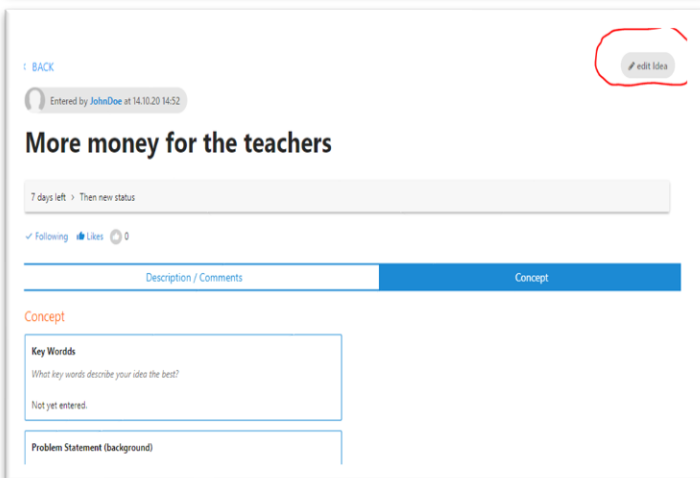 BACK
edit Idea
Entered by JohnDoe at 14.10.20 14:52
More money for the teachers
7 days left > Then new status
Following Likes 0
Description / Comments
Concept
Concept
Key Wordds
What key words describe your idea the best?
Not yet entered.
Problem Statement (background)